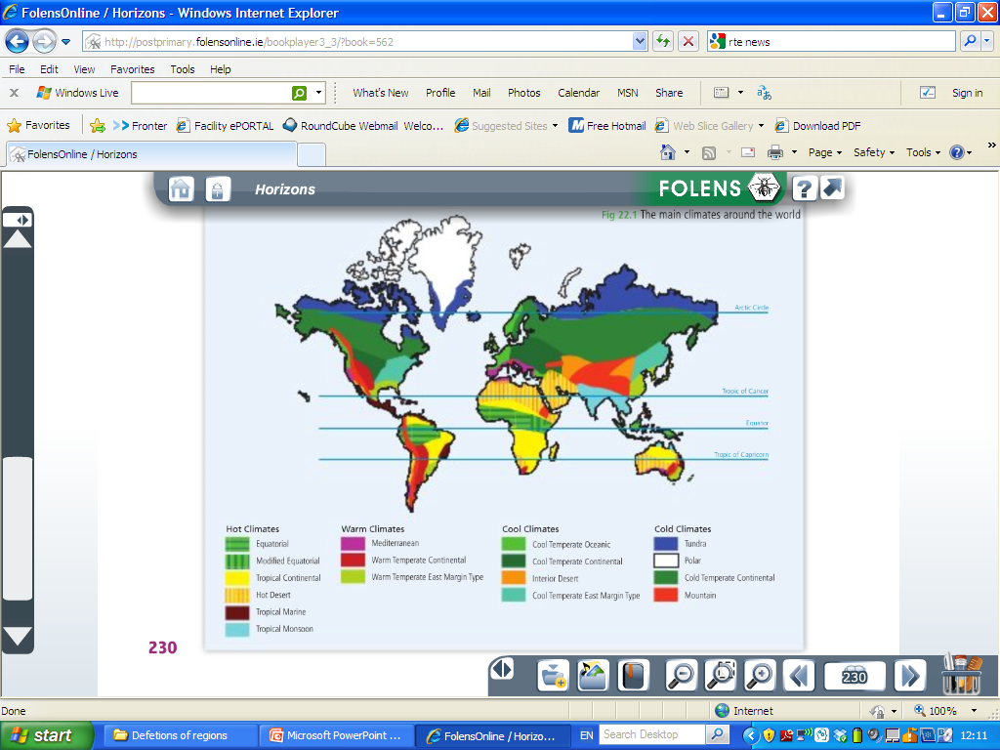 FolensOnline / Horizons - Windows Internet Explorer
http://postprimary.folensonline.ie/bookplayer3_3/?book=562
rte news
File Edit View Favorites Tools Help
x Windows Live What's New Profile Mail Photos Calendar MSN Share Sign in
Favorites Fronter Facility ePORTAL RoundCube Webmail Welco... Suggested Sites Free Hotmail Web Slice Gallery Download PDF
FolensOnline / Horizons Page Safety Tools »
Horizons FOLENS ?
Fig 22.1 The main climates around the world
Arctic Circle
Tropic of Cancer
Equator
Tropic of Capricorn
Hot Climates
Equatorial
Modified Equatorial
Tropical Continental
Hot Desert
Tropical Marine
Tropical Monsoon
Warm Climates
Mediterranean
Warm Temperate Continental
Warm Temperate East Margin Type
Cool Climates
Cool Temperate Oceanic
Cool Temperate Continental
Interior Desert
Cool Temperate East Margin Type
Cold Climates
Tundra
Polar
Cold Temperate Continental
Mountain
230
230
Done Internet 100%
start Defetions of regions Microsoft PowerPoint ... FolensOnline / Horizo... EN Search Desktop 12:11